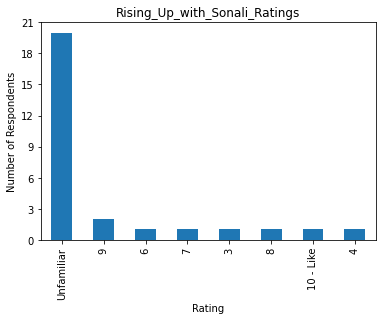 Rising_Up_with_Sonali_Ratings
Number of Respondents
21
18
15
12
9
6
3
0
Unfamiliar
9
6
7
3
8
10 - Like
4
Rating